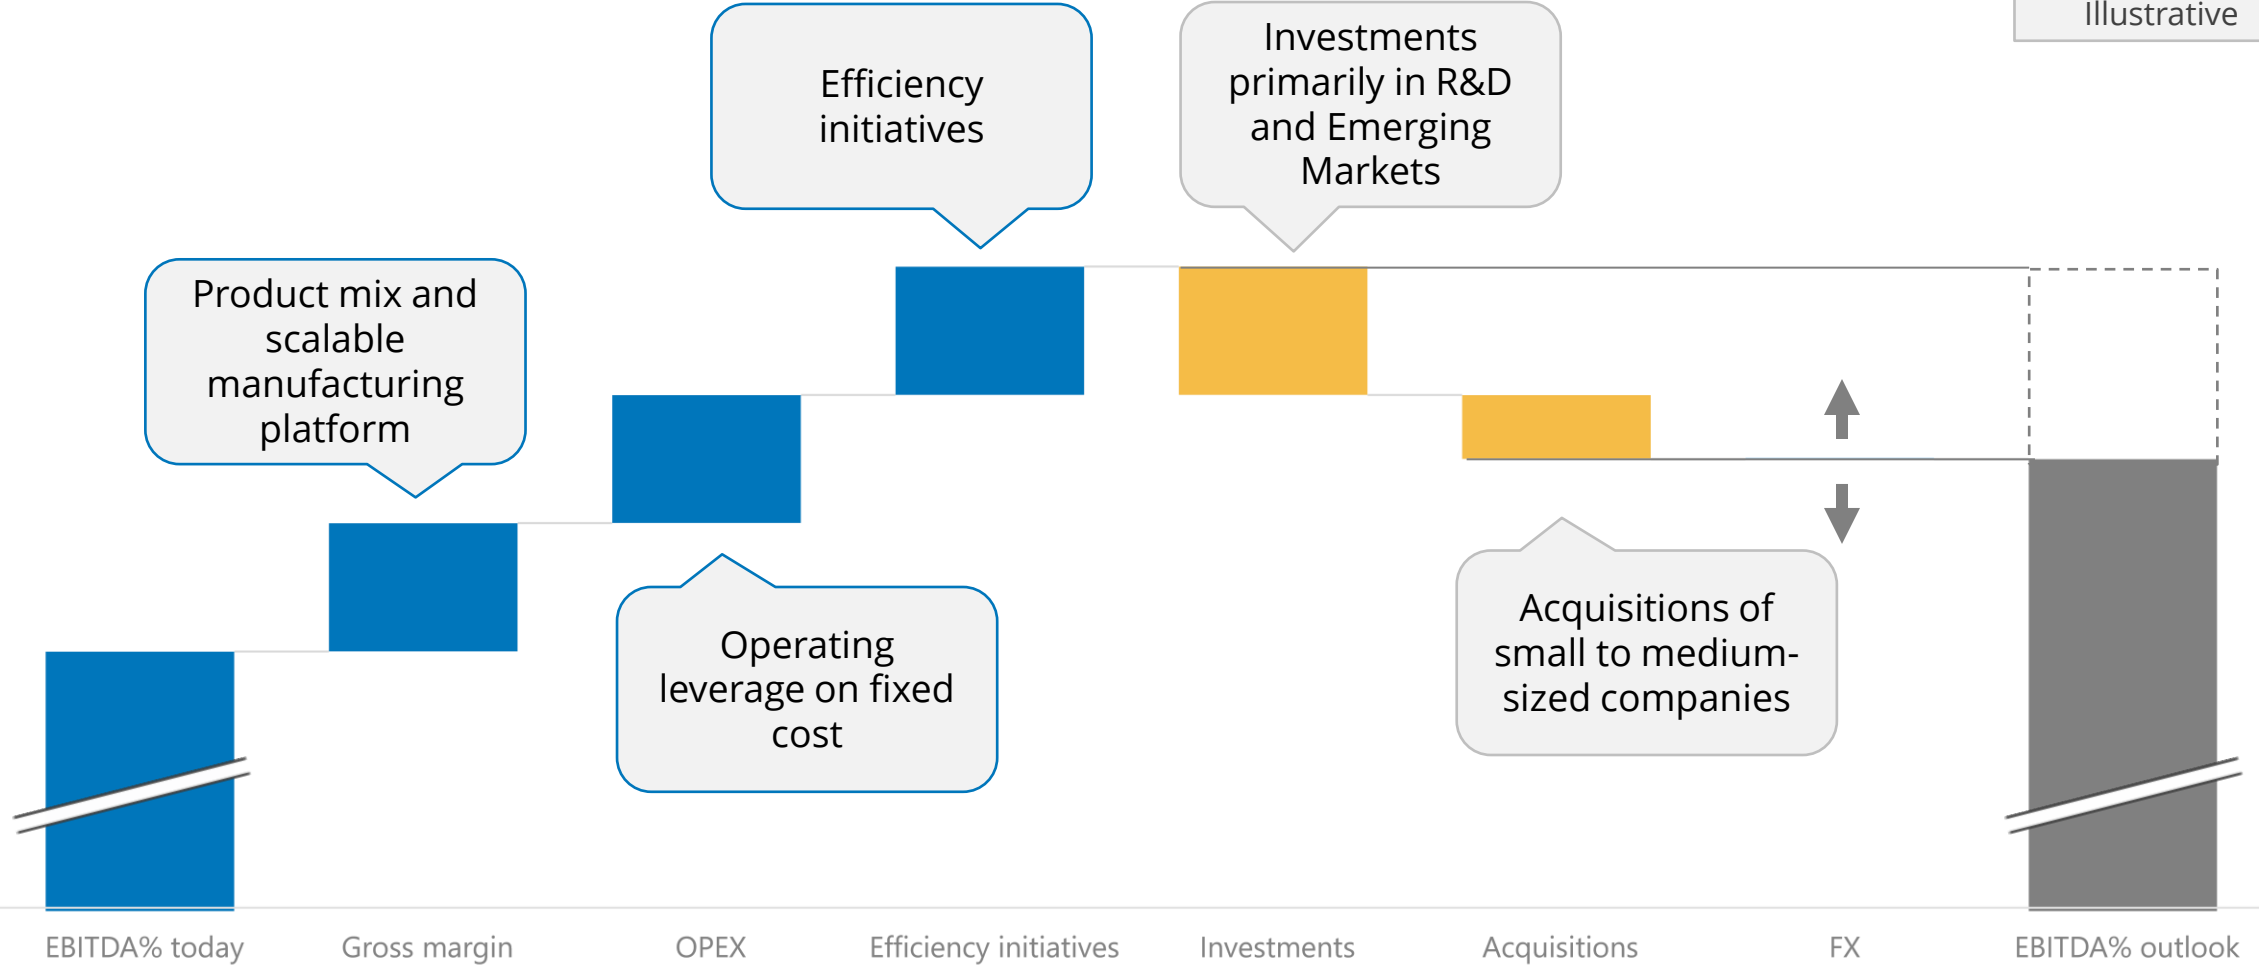 Illustrative
Efficiency
initiatives
Investments
primarily in R&D
and Emerging
Markets
Product mix and
scalable
manufacturing
platform
Operating
leverage on fixed
cost
Acquisitions of
small to medium-
sized companies
EBITDA% today
Gross margin
OPEX
Efficiency initiatives
Investments
Acquisitions
FX
EBITDA% outlook